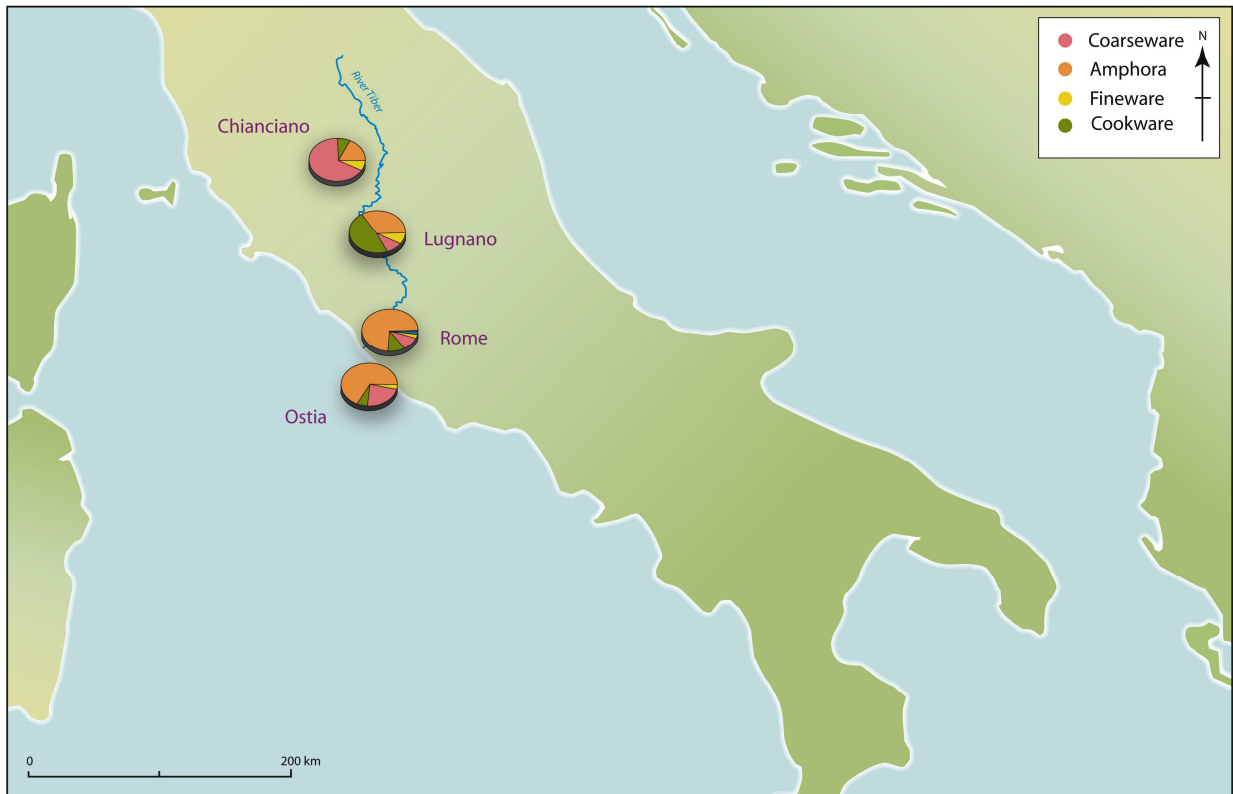 River Tiber
Chianciano
Lugnano
Rome
Ostia
Coarseware
Amphora
Fineware
Cookware
N
0
200 km